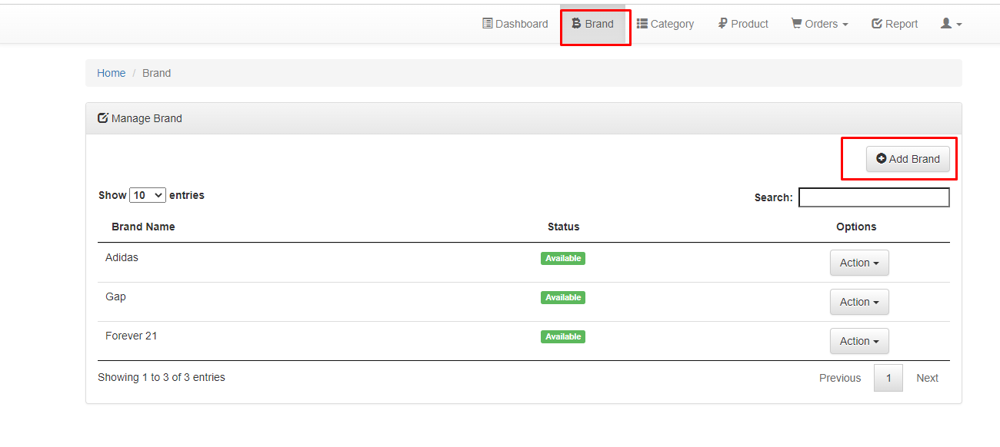 Dashboard Brand Category Product Orders Report
Home / Brand
Manage Brand
Add Brand
Show 10 entries Search:
Brand Name Status Options
Adidas Available Action
Gap Available Action
Forever 21 Available Action
Showing 1 to 3 of 3 entries Previous 1 Next